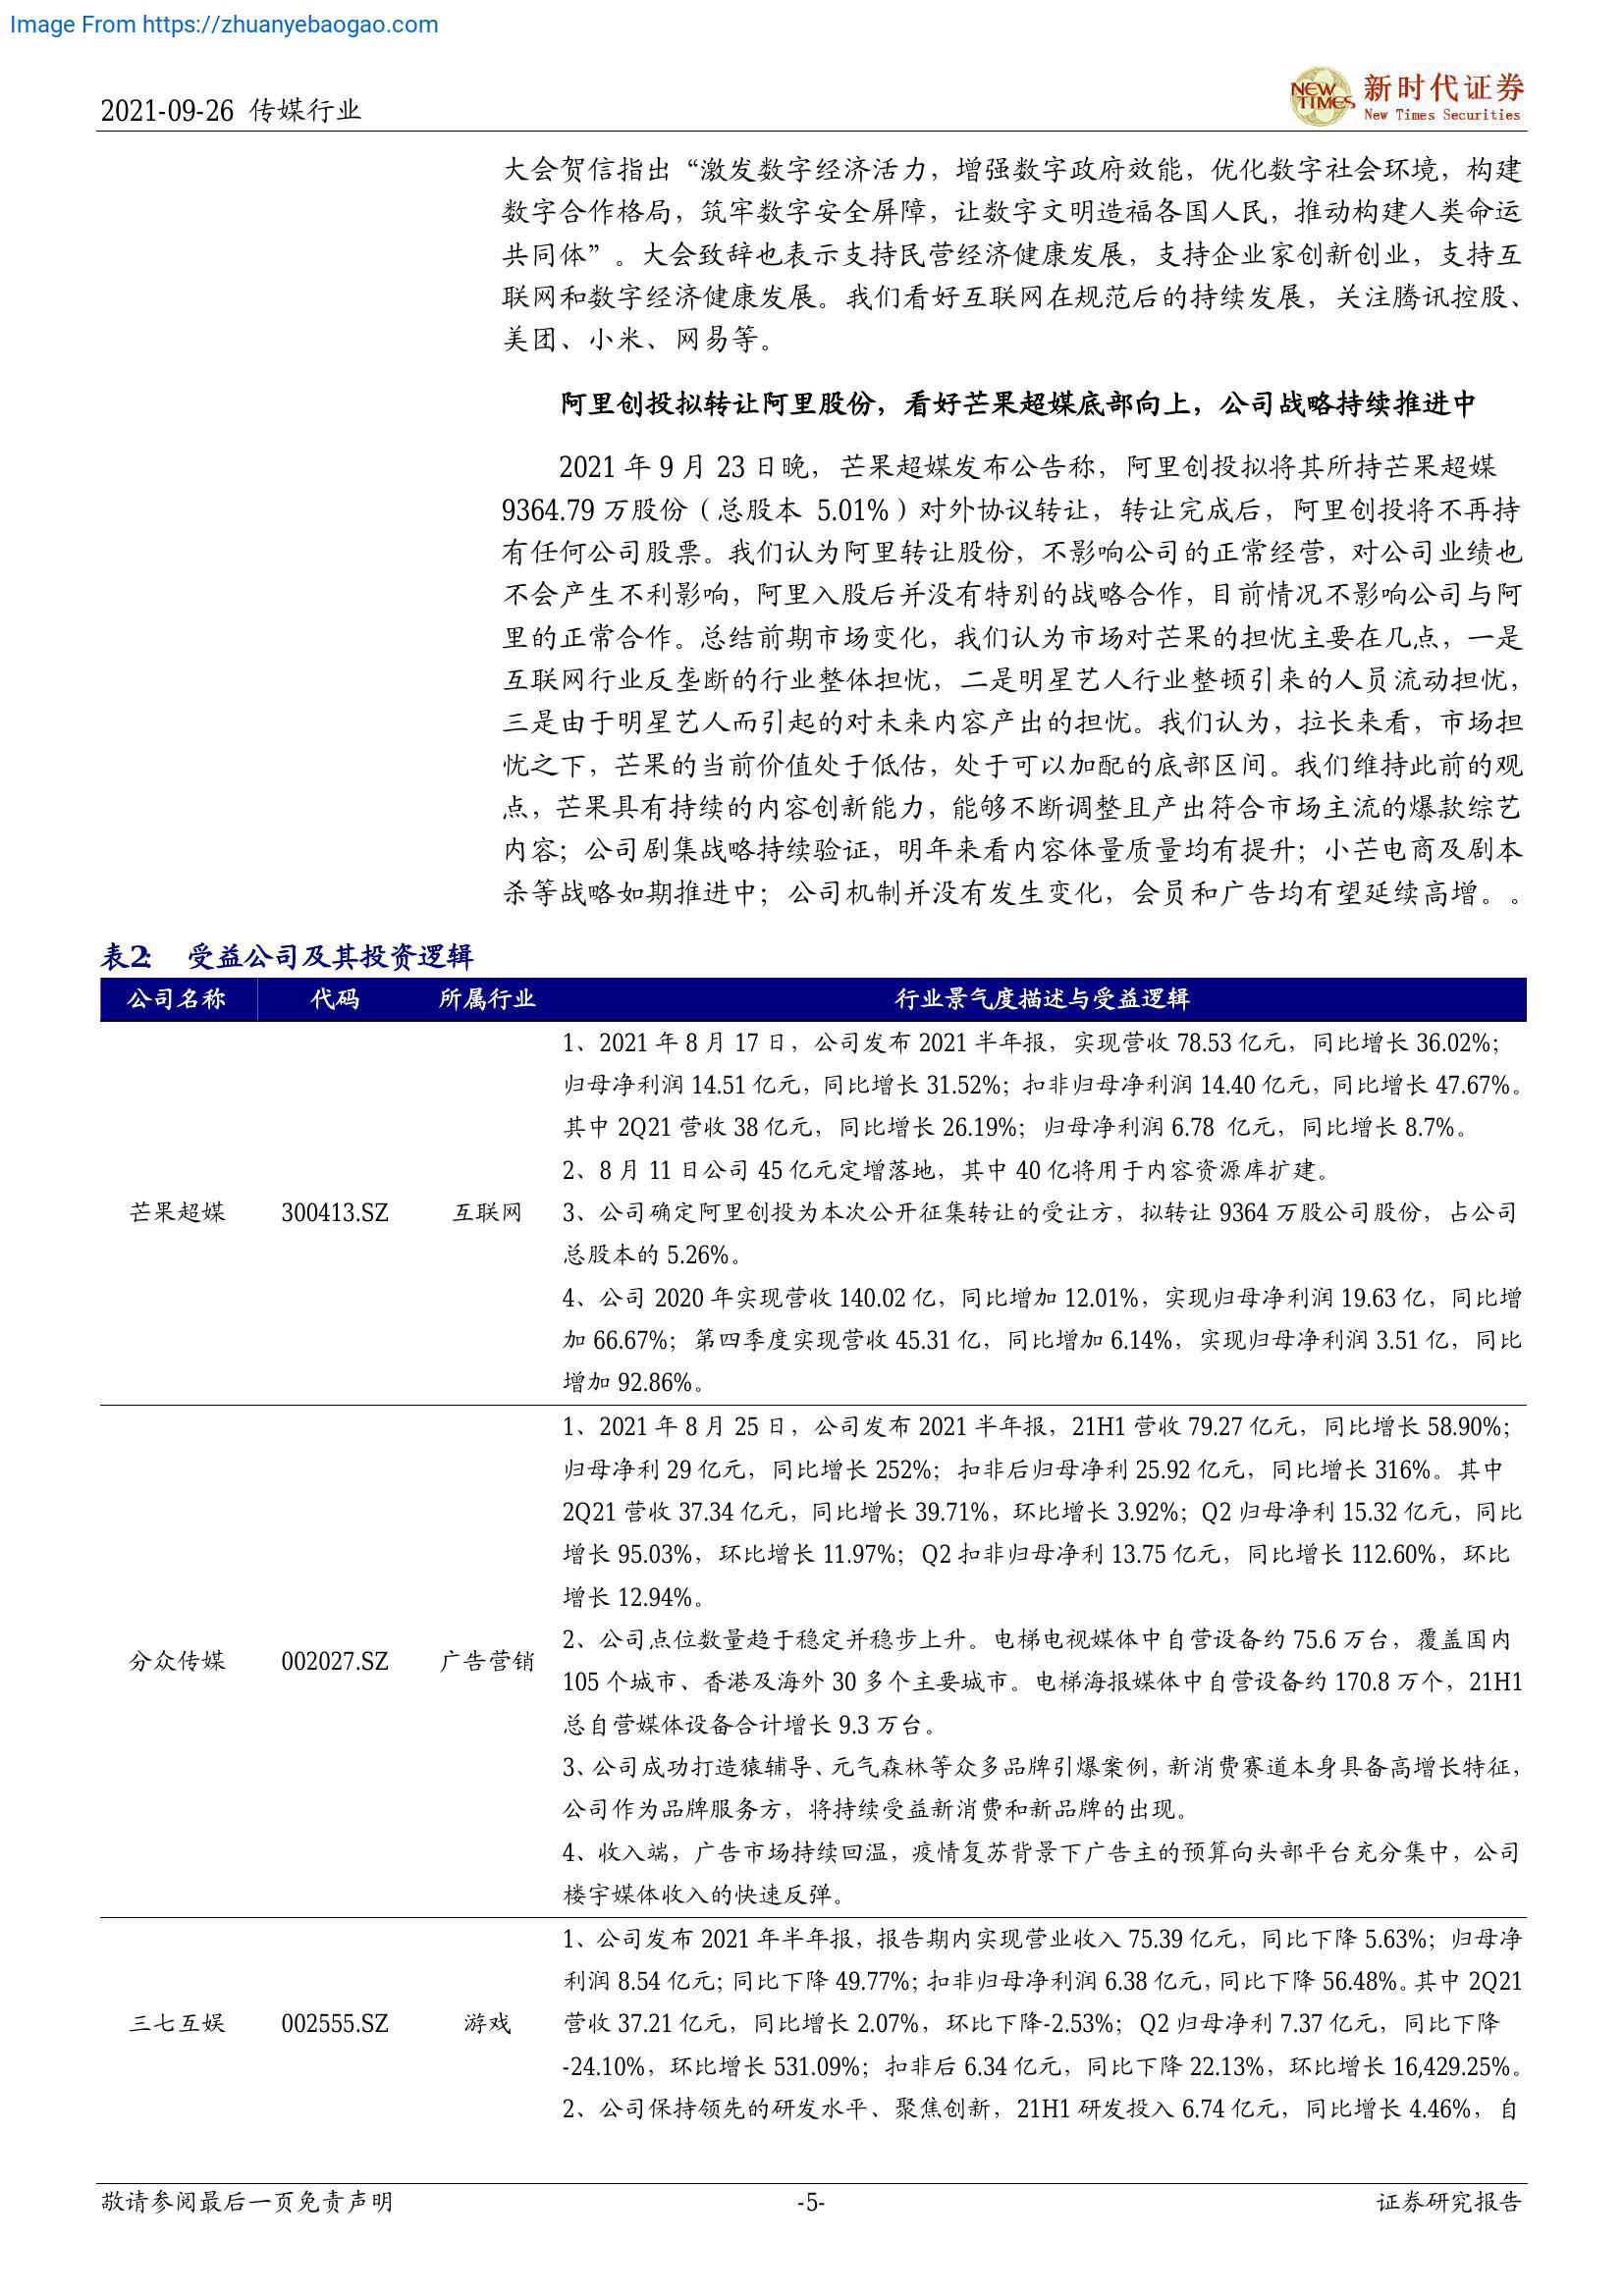 Image From https://zhuanyebaogao.com
2021-09-26 传媒行业
NEW TIMES 新时代证券
New Times Securities
大会贺信指出“激发数字经济活力，增强数字政府效能，优化数字社会环境，构建
数字合作格局，筑牢数字安全屏障，让数字文明造福各国人民，推动构建人类命运
共同体”。大会致辞也表示支持民营经济健康发展，支持企业家创新创业，支持互
联网和数字经济健康发展。我们看好互联网在规范后的持续发展，关注腾讯控股、
美团、小米、网易等。
阿里创投拟转让阿里股份，看好芒果超媒底部向上，公司战略持续推进中
2021 年 9 月 23 日晚，芒果超媒发布公告称，阿里创投拟将其所持芒果超媒
9364.79 万股份（总股本 5.01%）对外协议转让，转让完成后，阿里创投将不再持
有任何公司股票。我们认为阿里转让股份，不影响公司的正常经营，对公司业绩也
不会产生不利影响，阿里入股后并没有特别的战略合作，目前情况不影响公司与阿
里的正常合作。总结前期市场变化，我们认为市场对芒果的担忧主要在几点，一是
互联网行业反垄断的行业整体担忧，二是明星艺人行业整顿引来的人员流动担忧，
三是由于明星艺人而引起的对未来内容产出的担忧。我们认为，拉长来看，市场担
忧之下，芒果的当前价值处于低估，处于可以加配的底部区间。我们维持此前的观
点，芒果具有持续的内容创新能力，能够不断调整且产出符合市场主流的爆款综艺
内容；公司剧集战略持续验证，明年来看内容体量质量均有提升；小芒电商及剧本
杀等战略如期推进中；公司机制并没有发生变化，会员和广告均有望延续高增。。
表2： 受益公司及其投资逻辑
公司名称 代码 所属行业 行业景气度描述与受益逻辑
1、2021 年 8 月 17 日，公司发布 2021 半年报，实现营收 78.53 亿元，同比增长 36.02%；
归母净利润 14.51 亿元，同比增长 31.52%；扣非归母净利润 14.40 亿元，同比增长 47.67%。
其中 2Q21 营收 38 亿元，同比增长 26.19%；归母净利润 6.78 亿元，同比增长 8.7%。
2、8 月 11 日公司 45 亿元定增落地，其中 40 亿将用于内容资源库扩建。
芒果超媒 300413.SZ 互联网 3、公司确定阿里创投为本次公开征集转让的受让方，拟转让 9364 万股公司股份，占公司
总股本的 5.26%。
4、公司 2020 年实现营收 140.02 亿，同比增加 12.01%，实现归母净利润 19.63 亿，同比增
加 66.67%；第四季度实现营收 45.31 亿，同比增加 6.14%，实现归母净利润 3.51 亿，同比
增加 92.86%。
1、2021 年 8 月 25 日，公司发布 2021 半年报，21H1 营收 79.27 亿元，同比增长 58.90%；
归母净利 29 亿元，同比增长 252%；扣非后归母净利 25.92 亿元，同比增长 316%。其中
2Q21 营收 37.34 亿元，同比增长 39.71%，环比增长 3.92%；Q2 归母净利 15.32 亿元，同比
增长 95.03%，环比增长 11.97%；Q2 扣非归母净利 13.75 亿元，同比增长 112.60%，环比
增长 12.94%。
2、公司点位数量趋于稳定并稳步上升。电梯电视媒体中自营设备约 75.6 万台，覆盖国内
分众传媒 002027.SZ 广告营销 105 个城市、香港及海外 30 多个主要城市。电梯海报媒体中自营设备约 170.8 万个，21H1
总自营媒体设备合计增长 9.3 万台。
3、公司成功打造猿辅导、元气森林等众多品牌引爆案例，新消费赛道本身具备高增长特征，
公司作为品牌服务方，将持续受益新消费和新品牌的出现。
4、收入端，广告市场持续回温，疫情复苏背景下广告主的预算向头部平台充分集中，公司
楼宇媒体收入的快速反弹。
1、公司发布 2021 年半年报，报告期内实现营业收入 75.39 亿元，同比下降 5.63%；归母净
利润 8.54 亿元；同比下降 49.77%；扣非归母净利润 6.38 亿元，同比下降 56.48%。其中 2Q21
三七互娱 002555.SZ 游戏 营收 37.21 亿元，同比增长 2.07%，环比下降-2.53%；Q2 归母净利 7.37 亿元，同比下降
-24.10%，环比增长 531.09%；扣非后 6.34 亿元，同比下降 22.13%，环比增长 16,429.25%。
2、公司保持领先的研发水平、聚焦创新，21H1 研发投入 6.74 亿元，同比增长 4.46%，自
敬请参阅最后一页免责声明 -5- 证券研究报告